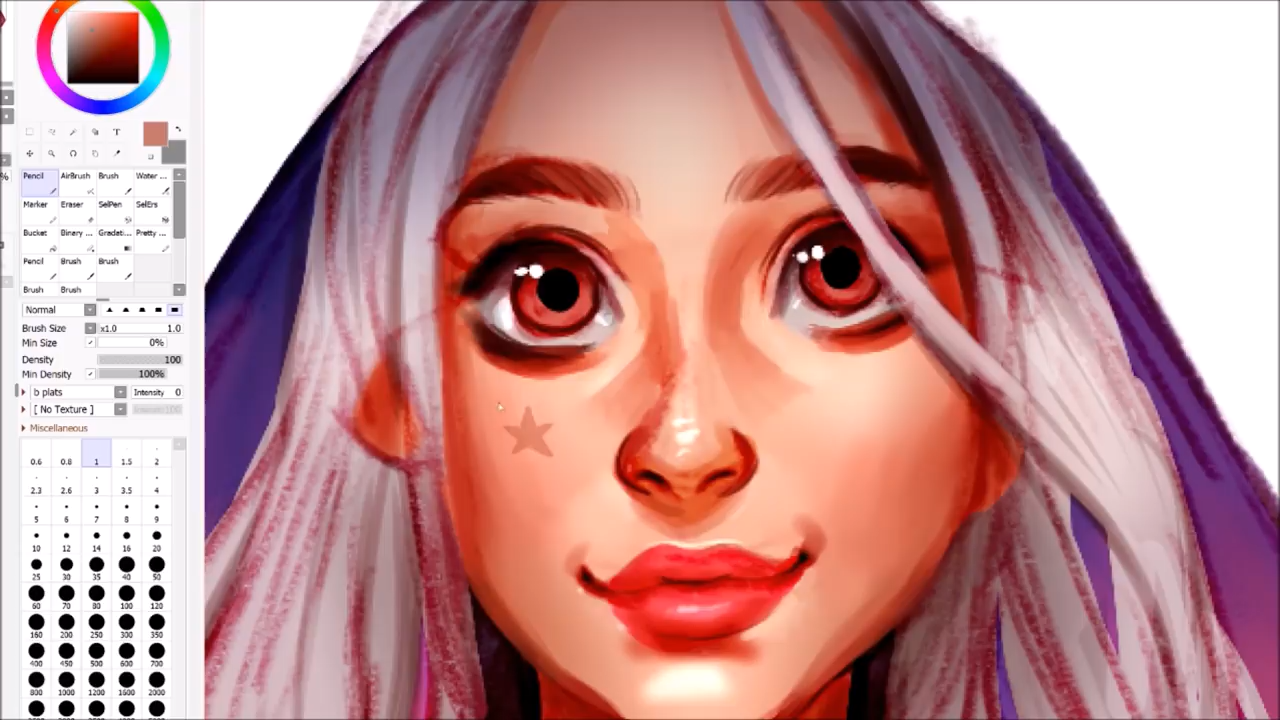 T
%
Pencil AirBrush Brush Water ...
Marker Eraser SelPen SelErs
Bucket Binary ... Gradati... Pretty ...
Pencil Brush Brush
Brush Brush
Normal
Brush Size x1.0 1.0
Min Size 0%
Density 100
Min Density 100%
b plats Intensity 0
[ No Texture ]
Miscellaneous
0.6 0.8 1 1.5 2
2.3 2.6 3 3.5 4
5 6 7 8 9
10 12 14 16 20
25 30 35 40 50
60 70 80 100 120
160 200 250 300 350
400 450 500 600 700
800 1000 1200 1600 2000